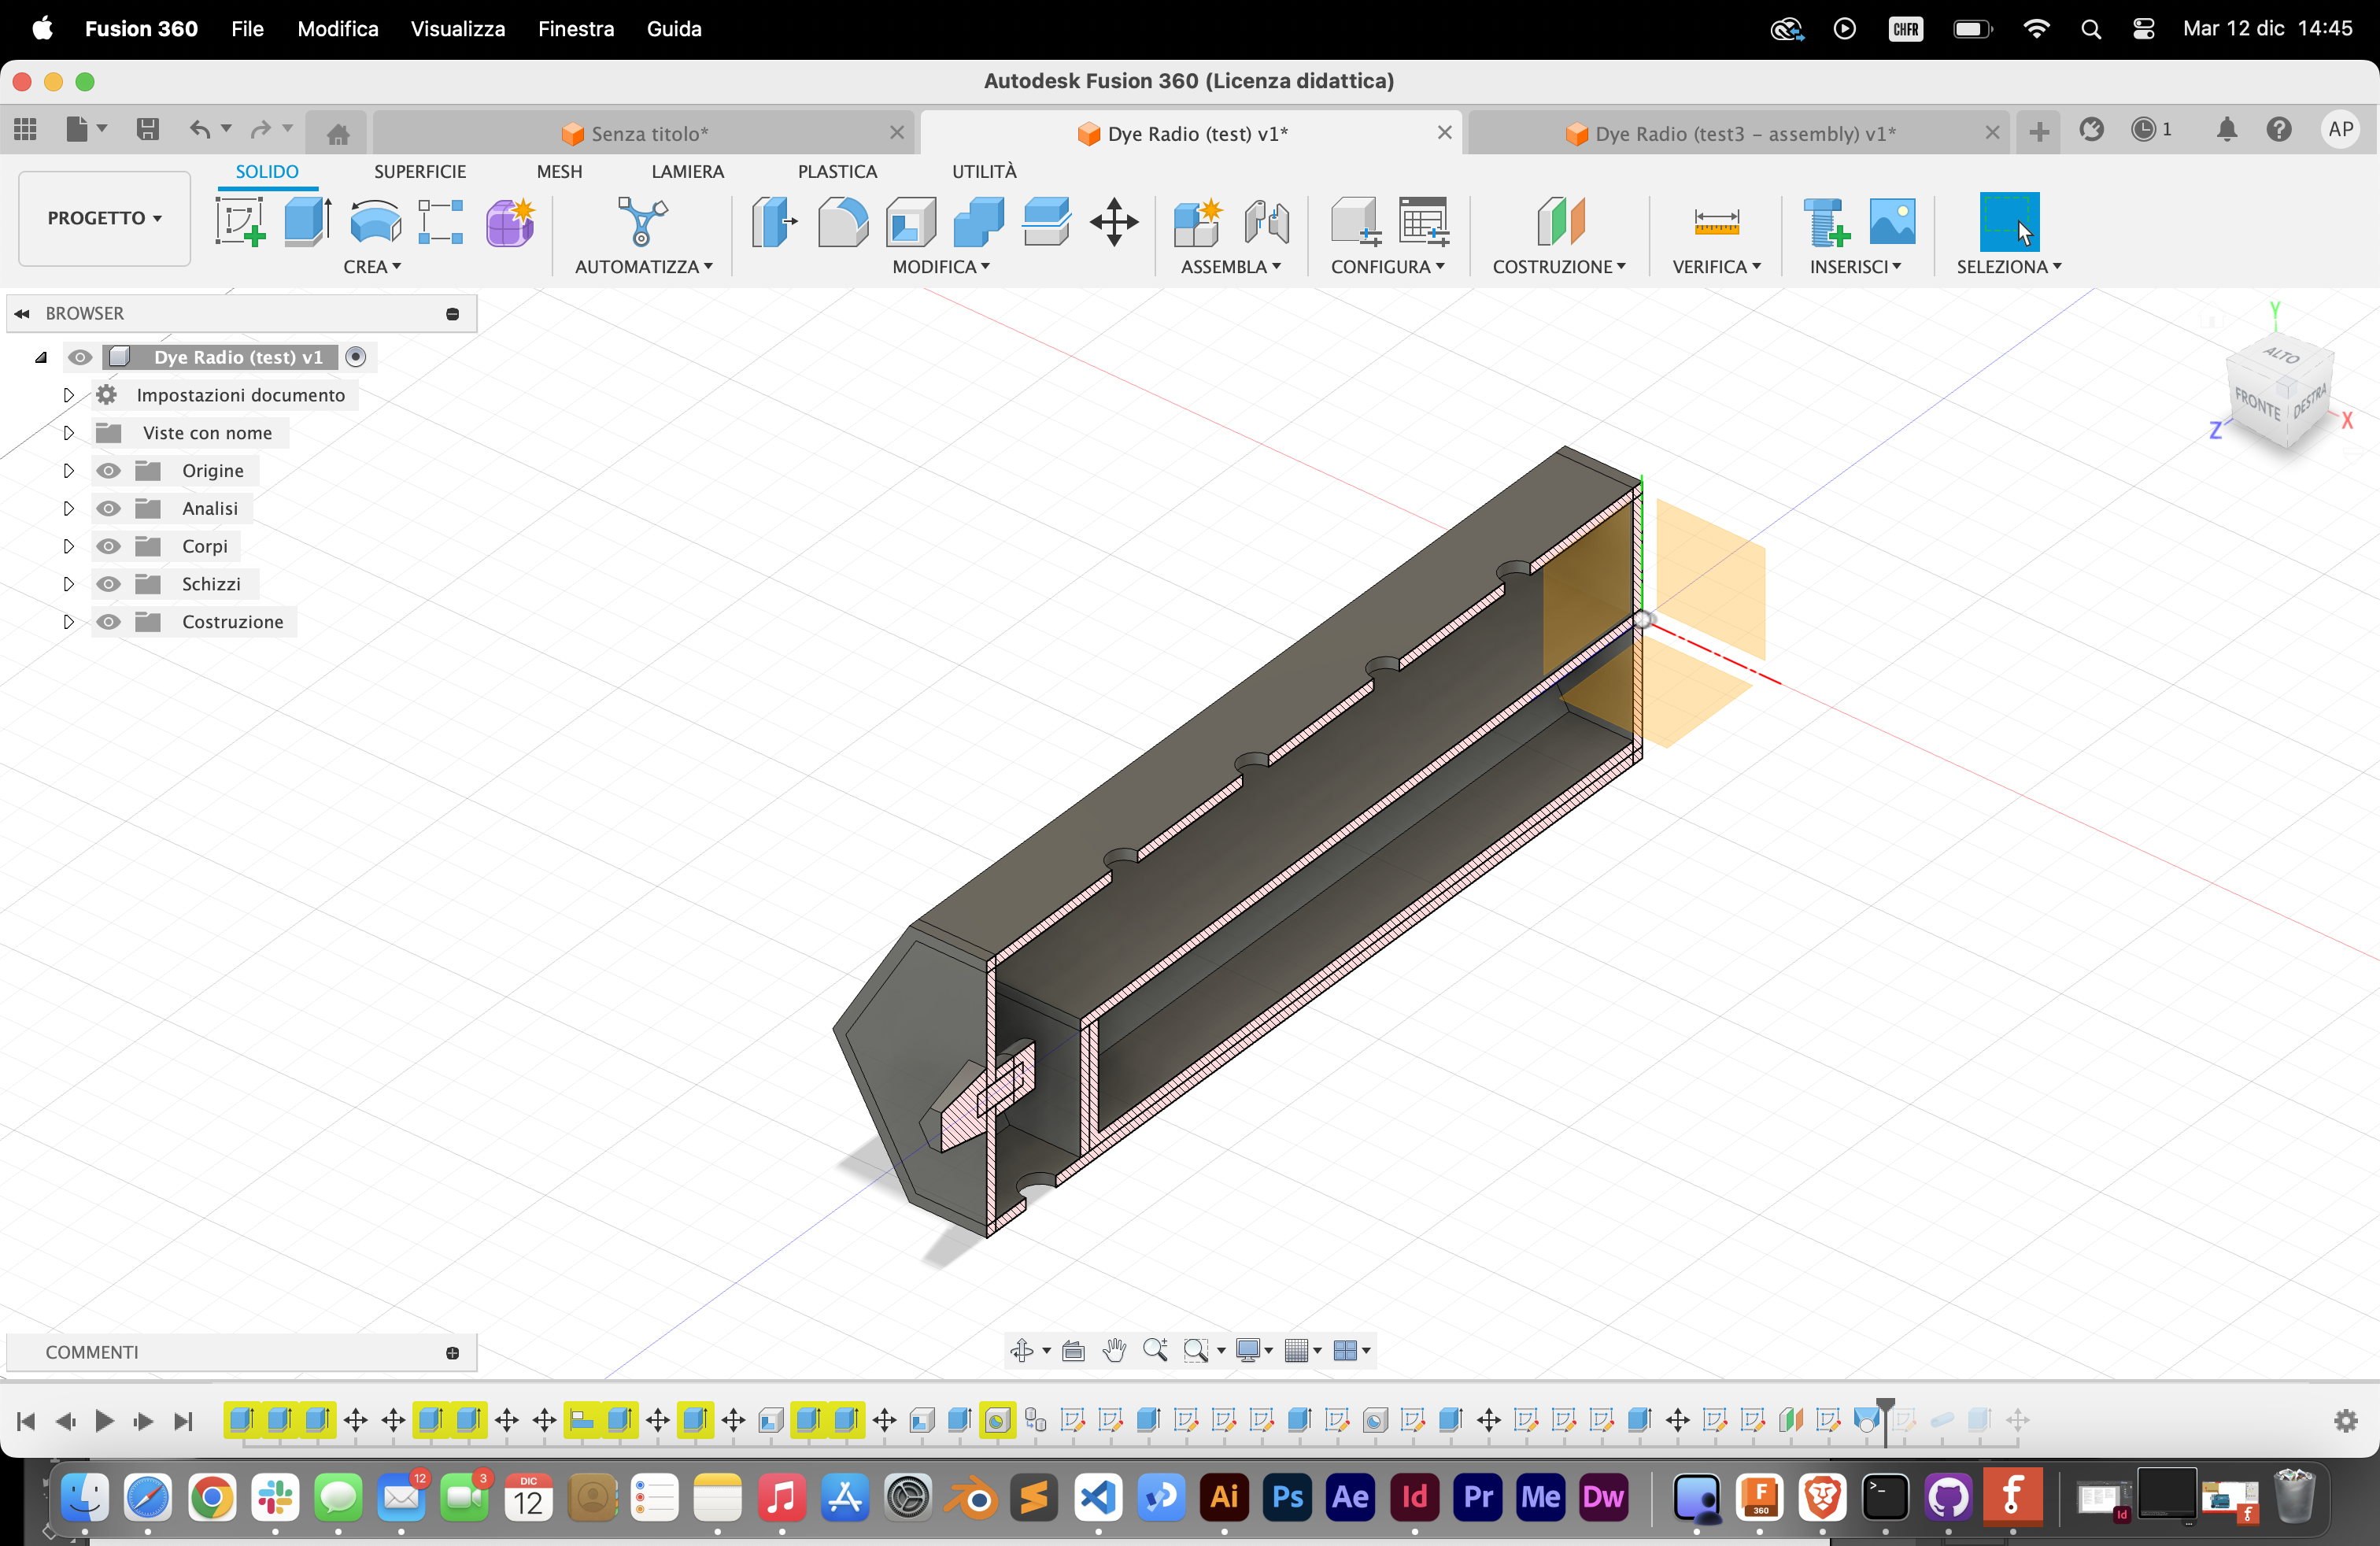 Fusion 360 File Modifica Visualizza Finestra Guida CHFR Mar 12 dic 14:45
Autodesk Fusion 360 (Licenza didattica)
Senza titolo* Dye Radio (test) v1* Dye Radio (test3 – assembly) v1* 1 AP
SOLIDO SUPERFICIE MESH LAMIERA PLASTICA UTILITÀ
PROGETTO
CREA AUTOMATIZZA MODIFICA ASSEMBLA CONFIGURA COSTRUZIONE VERIFICA INSERISCI SELEZIONA
BROWSER
Dye Radio (test) v1
Impostazioni documento
Viste con nome
Origine
Analisi
Corpi
Schizzi
Costruzione
Y
ALTO
FRONTE DESTRA
Z X
COMMENTI
12 3 DIC
12 Ai Ps Ae Id Pr Me Dw F
360 >_ f Id f